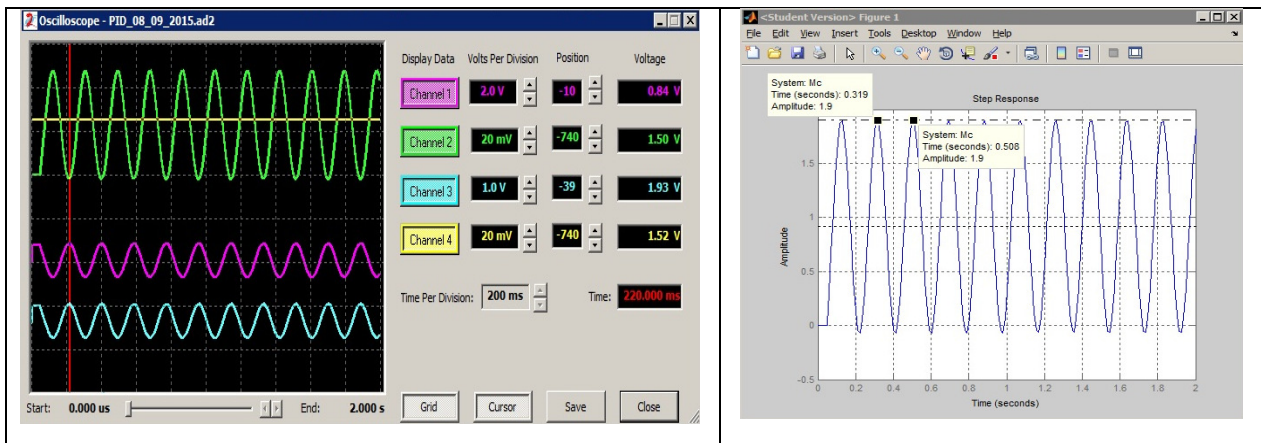 Oscilloscope - PID_08_09_2015.ad2
Display Data Volts Per Division Position Voltage
Channel 1 2.0 V -10 0.84 V
Channel 2 20 mV -740 1.50 V
Channel 3 1.0 V -39 1.93 V
Channel 4 20 mV -740 1.52 V
Time Per Division: 200 ms Time: 220.000 ms
Start: 0.000 us End: 2.000 s Grid Cursor Save Close
<Student Version> Figure 1
File Edit View Insert Tools Desktop Window Help
System: Mc
Time (seconds): 0.319
Amplitude: 1.9
Step Response
System: Mc
Time (seconds): 0.508
Amplitude: 1.9
1.5
1
0.5
0
-0.5
Amplitude
0 0.2 0.4 0.6 0.8 1 1.2 1.4 1.6 1.8 2
Time (seconds)